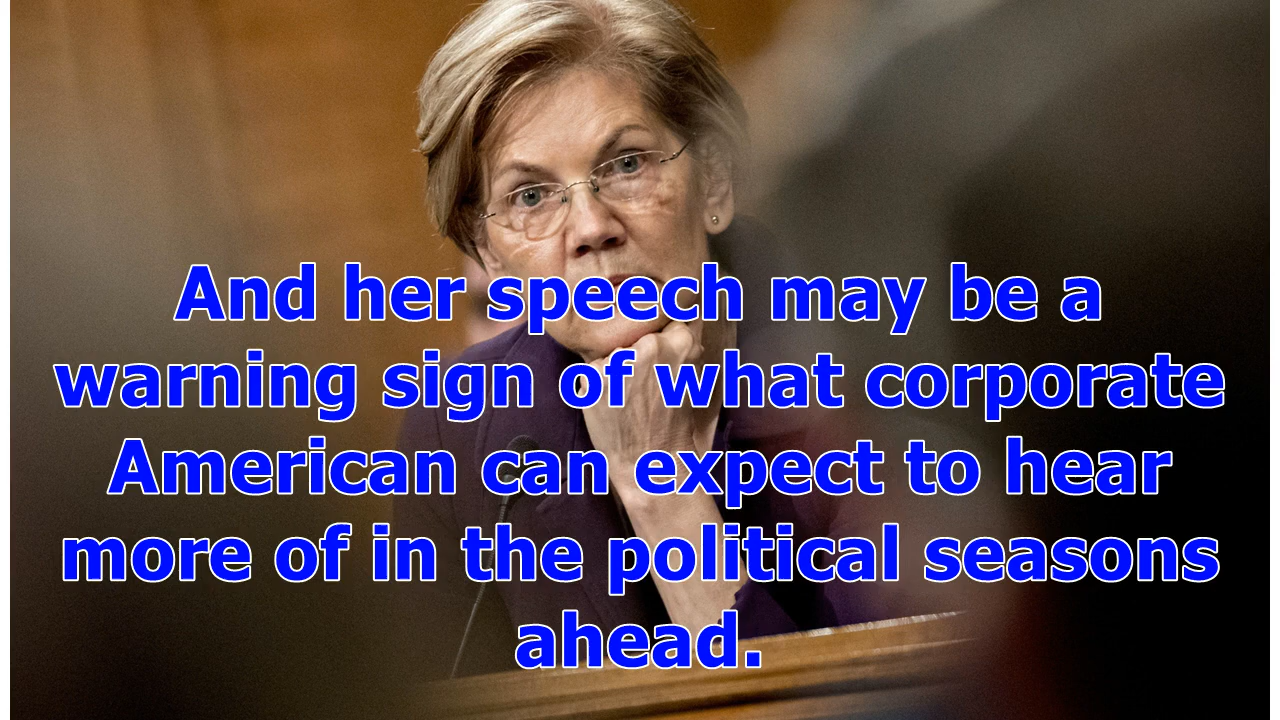 And her speech may be a
warning sign of what corporate
American can expect to hear
more of in the political seasons
ahead.